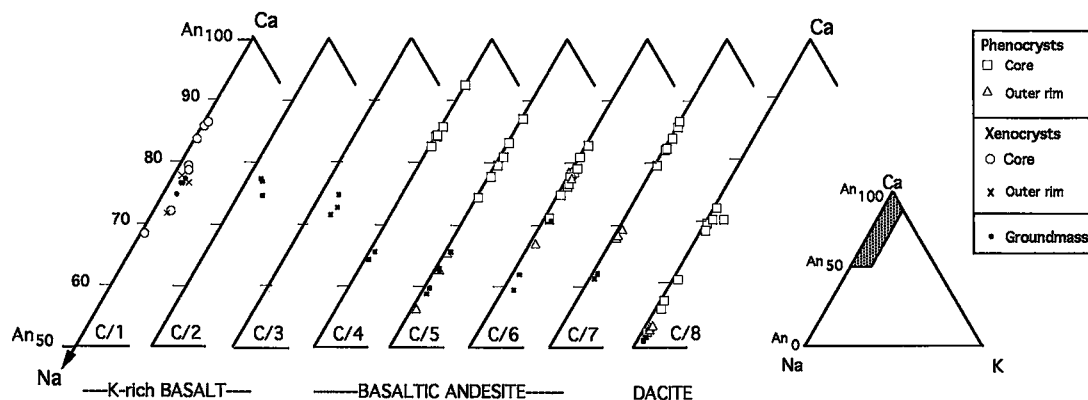 Ca
An100
90
80
70
60
An50
Na
C/1
C/2
C/3
C/4
C/5
C/6
C/7
C/8
Ca
----K-rich BASALT----
BASALTIC ANDESITE
DACITE
An100
Ca
An50
An0
Na
K
Phenocrysts
Core
Outer rim
Xenocrysts
Core
Outer rim
Groundmass